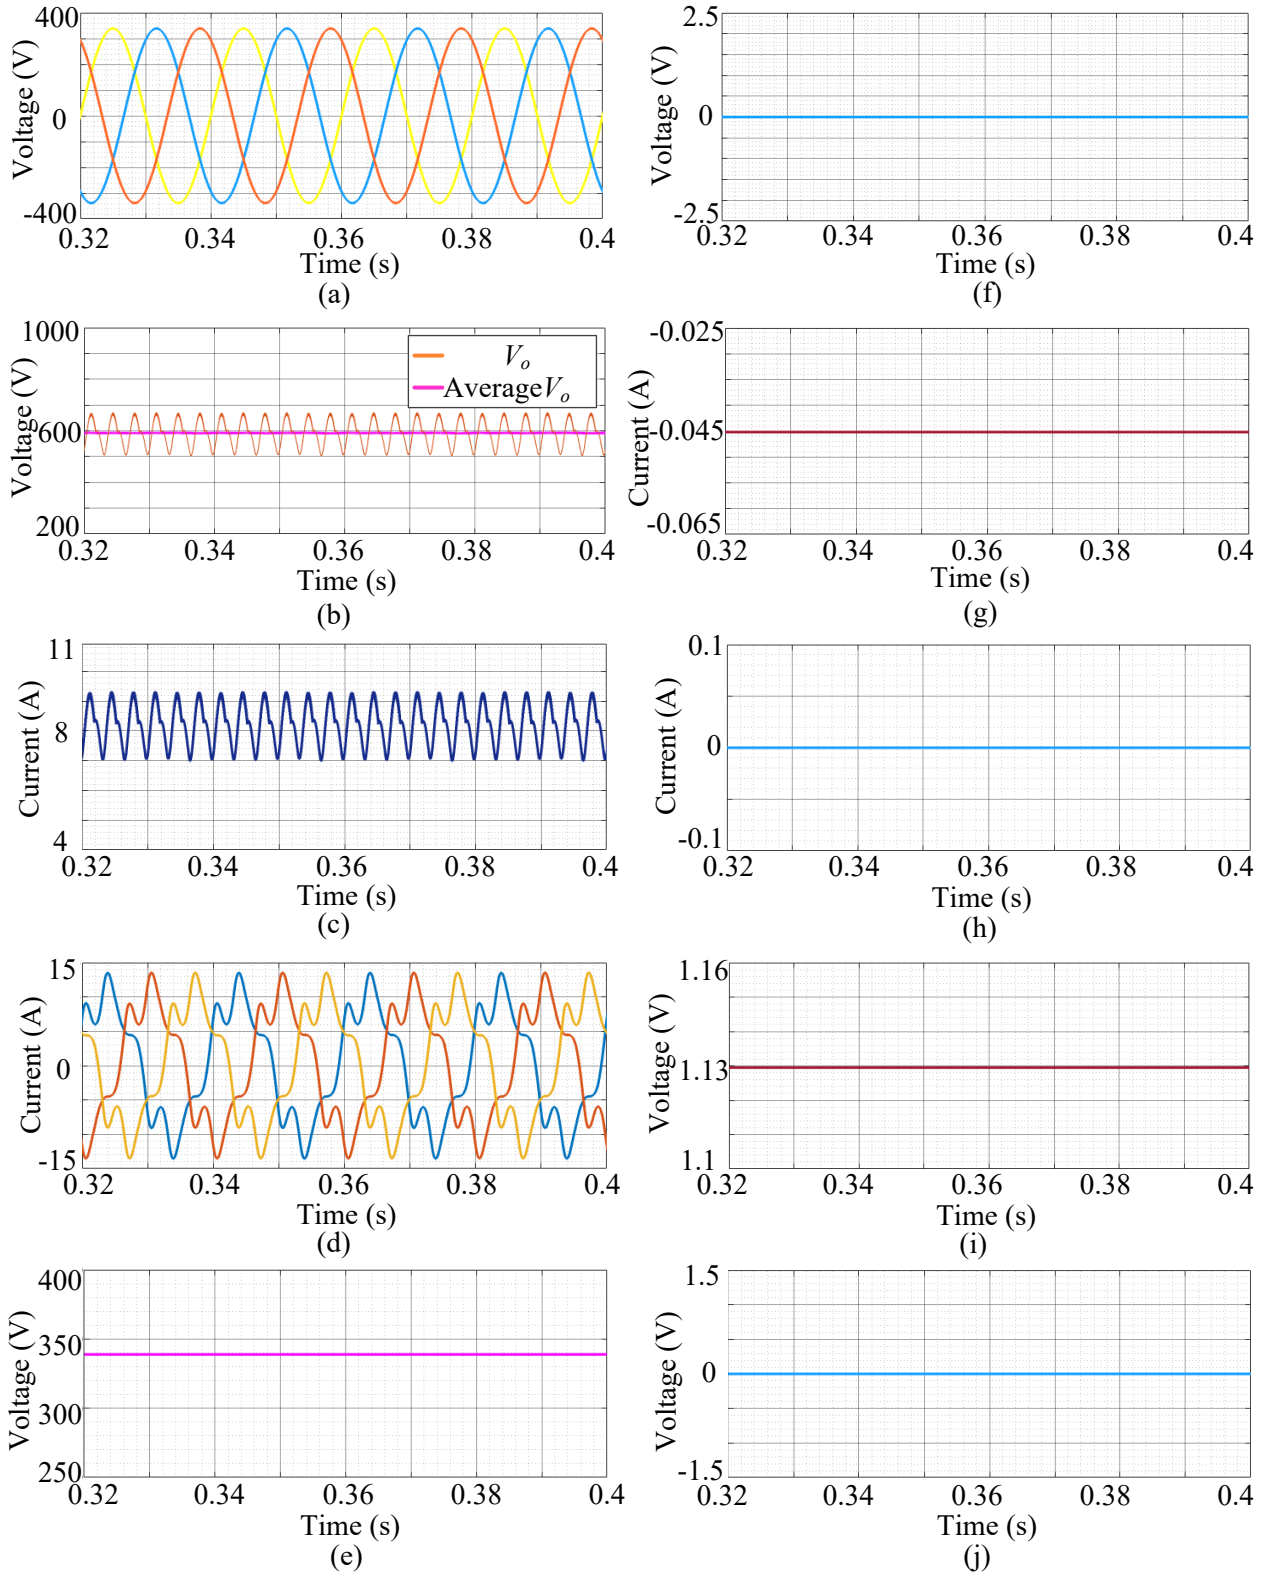 400
0
-400
Voltage (V)
0.32 0.34 0.36 0.38 0.4
Time (s)
(a)
2.5
0
-2.5
Voltage (V)
0.32 0.34 0.36 0.38 0.4
Time (s)
(f)
1000
600
200
Voltage (V)
Vo
AverageVo
0.32 0.34 0.36 0.38 0.4
Time (s)
(b)
-0.025
-0.045
-0.065
Current (A)
0.32 0.34 0.36 0.38 0.4
Time (s)
(g)
11
8
4
Current (A)
0.32 0.34 0.36 0.38 0.4
Time (s)
(c)
0.1
0
-0.1
Current (A)
0.32 0.34 0.36 0.38 0.4
Time (s)
(h)
15
0
-15
Current (A)
0.32 0.34 0.36 0.38 0.4
Time (s)
(d)
1.16
1.13
1.1
Voltage (V)
0.32 0.34 0.36 0.38 0.4
Time (s)
(i)
400
350
300
250
Voltage (V)
0.32 0.34 0.36 0.38 0.4
Time (s)
(e)
1.5
0
-1.5
Voltage (V)
0.32 0.34 0.36 0.38 0.4
Time (s)
(j)